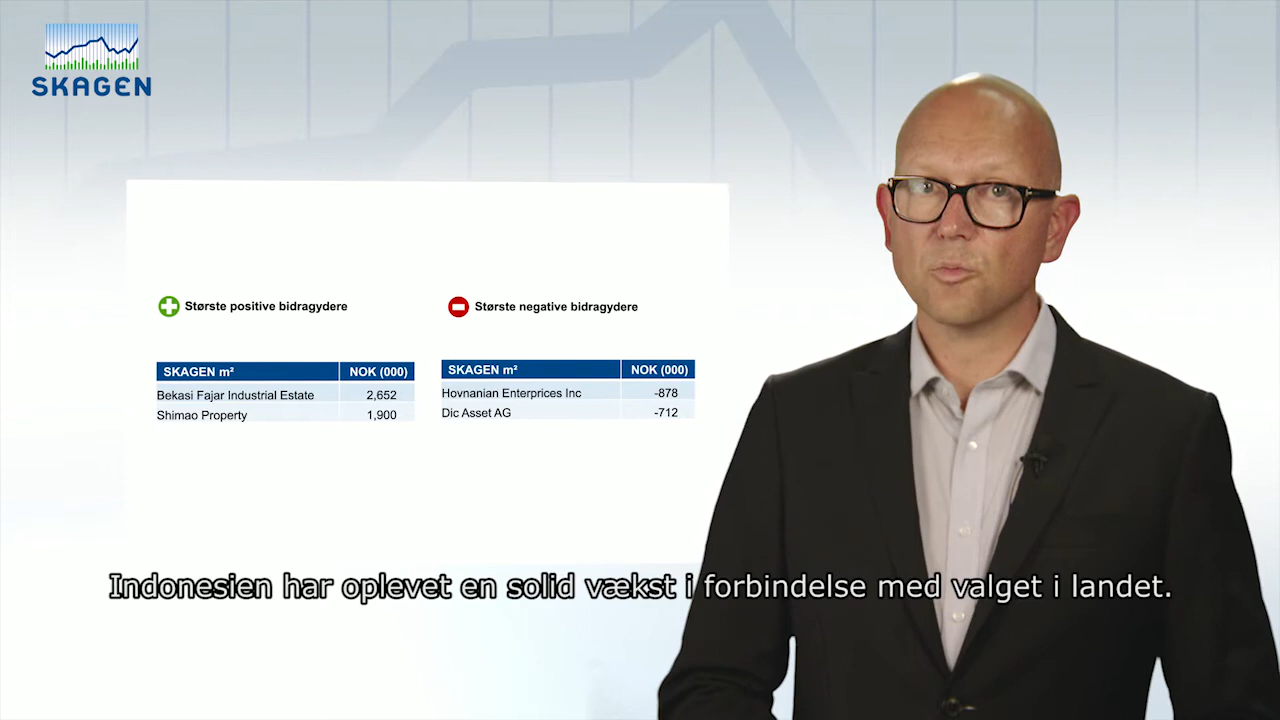 SKAGEN
Største positive bidragydere
Største negative bidragydere
SKAGEN m² NOK (000)
Bekasi Fajar Industrial Estate 2,652
Shimao Property 1,900
SKAGEN m² NOK (000)
Hovnanian Enterprices Inc -878
Dic Asset AG -712
Indonesien har oplevet en solid vækst i forbindelse med valget i landet.